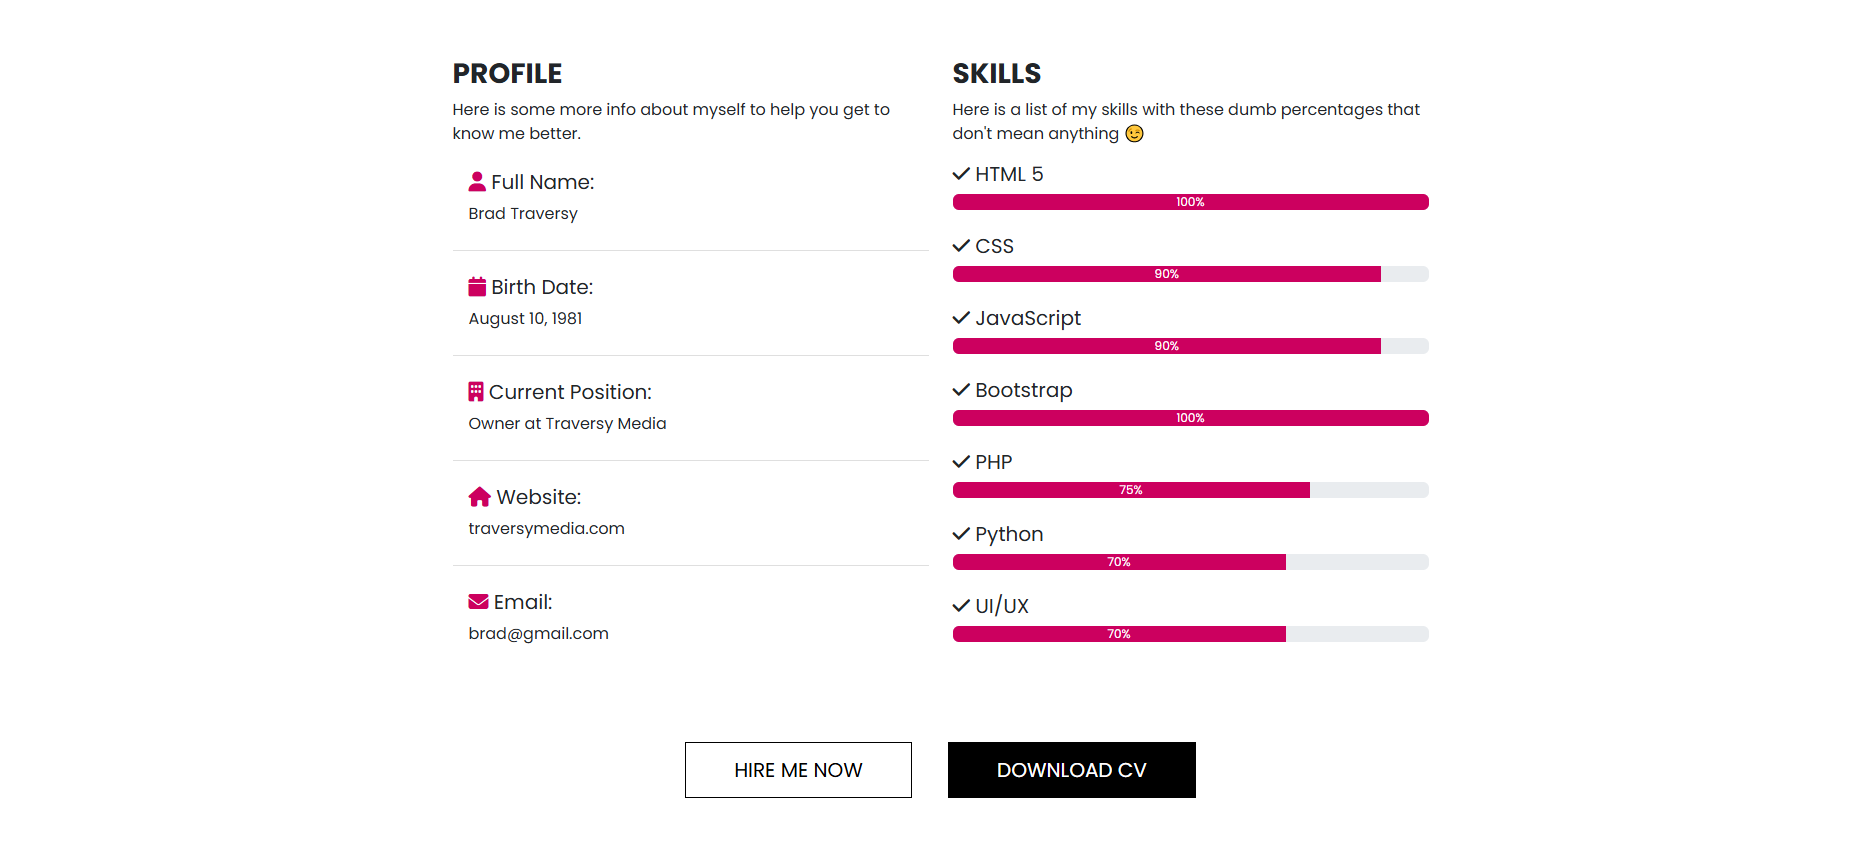 PROFILE
Here is some more info about myself to help you get to
know me better.
Full Name:
Brad Traversy
Birth Date:
August 10, 1981
Current Position:
Owner at Traversy Media
Website:
traversymedia.com
Email:
brad@gmail.com
SKILLS
Here is a list of my skills with these dumb percentages that
don't mean anything 😉
HTML 5
100%
CSS
90%
JavaScript
90%
Bootstrap
100%
PHP
75%
Python
70%
UI/UX
70%
HIRE ME NOW
DOWNLOAD CV